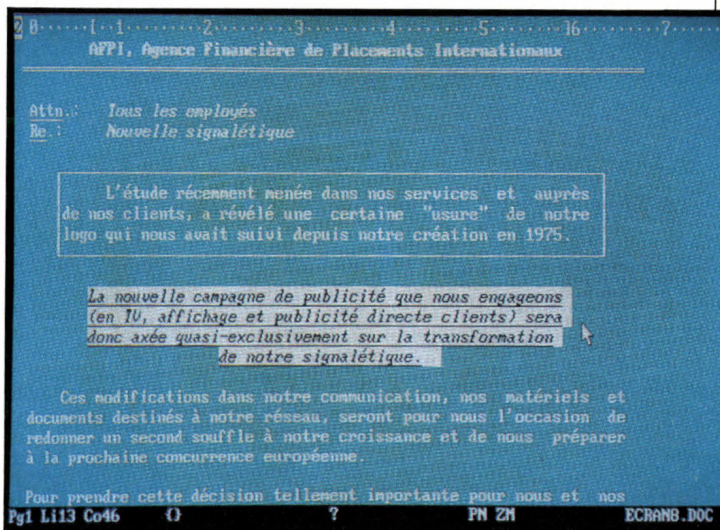 2 0······[··1·········2·········3·········4·········5·········]6·········7·····
AFPI, Agence Financière de Placements Internationaux
Attn.: Tous les employés
Re.: Nouvelle signalétique
L'étude récemment menée dans nos services et auprès
de nos clients, a révélé une certaine "usure" de notre
logo qui nous avait suivi depuis notre création en 1975.
La nouvelle campagne de publicité que nous engageons
(en TV, affichage et publicité directe clients) sera
donc axée quasi-exclusivement sur la transformation
de notre signalétique.
Ces modifications dans notre communication, nos matériels et
documents destinés à notre réseau, seront pour nous l'occasion de
redonner un second souffle à notre croissance et de nous préparer
à la prochaine concurrence européenne.
Pour prendre cette décision tellement importante pour nous et nos
Pg1 Li13 Co46 {} ? PN ZM ECRAN8.DOC